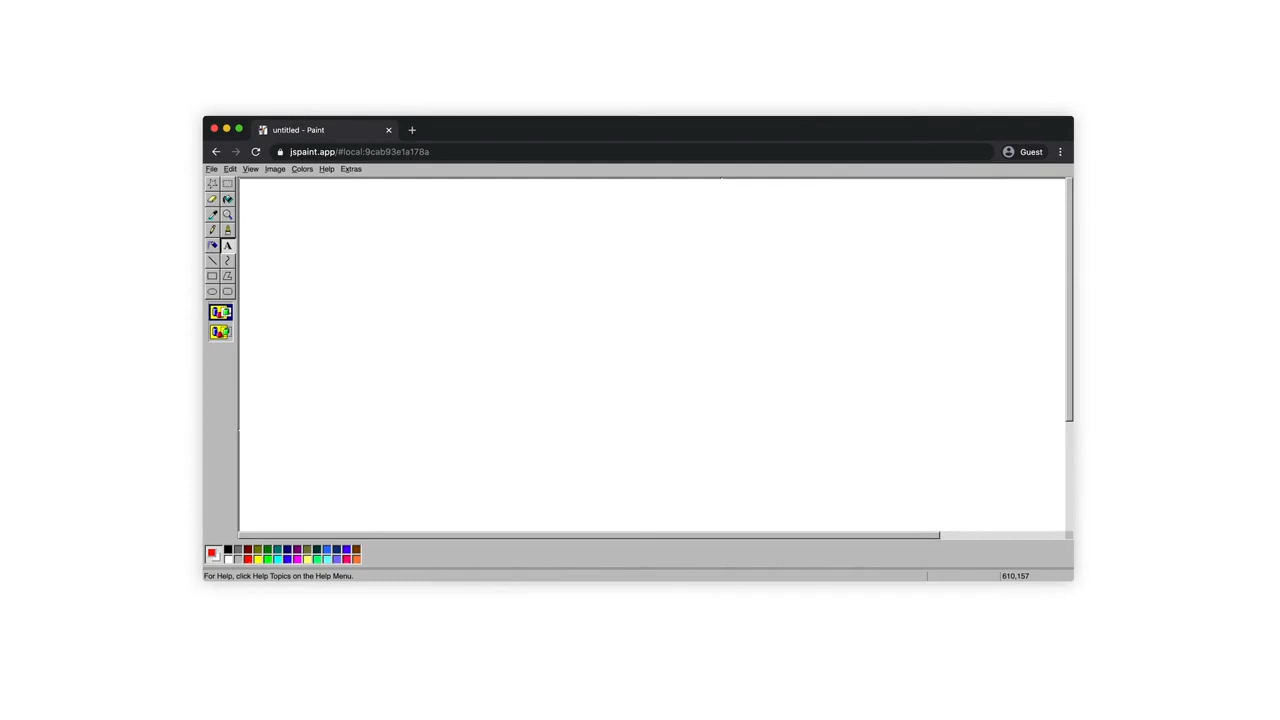 untitled - Paint
jspaint.app/#local:9cab93e1a178a
Guest
File Edit View Image Colors Help Extras
A
For Help, click Help Topics on the Help Menu.
610,157